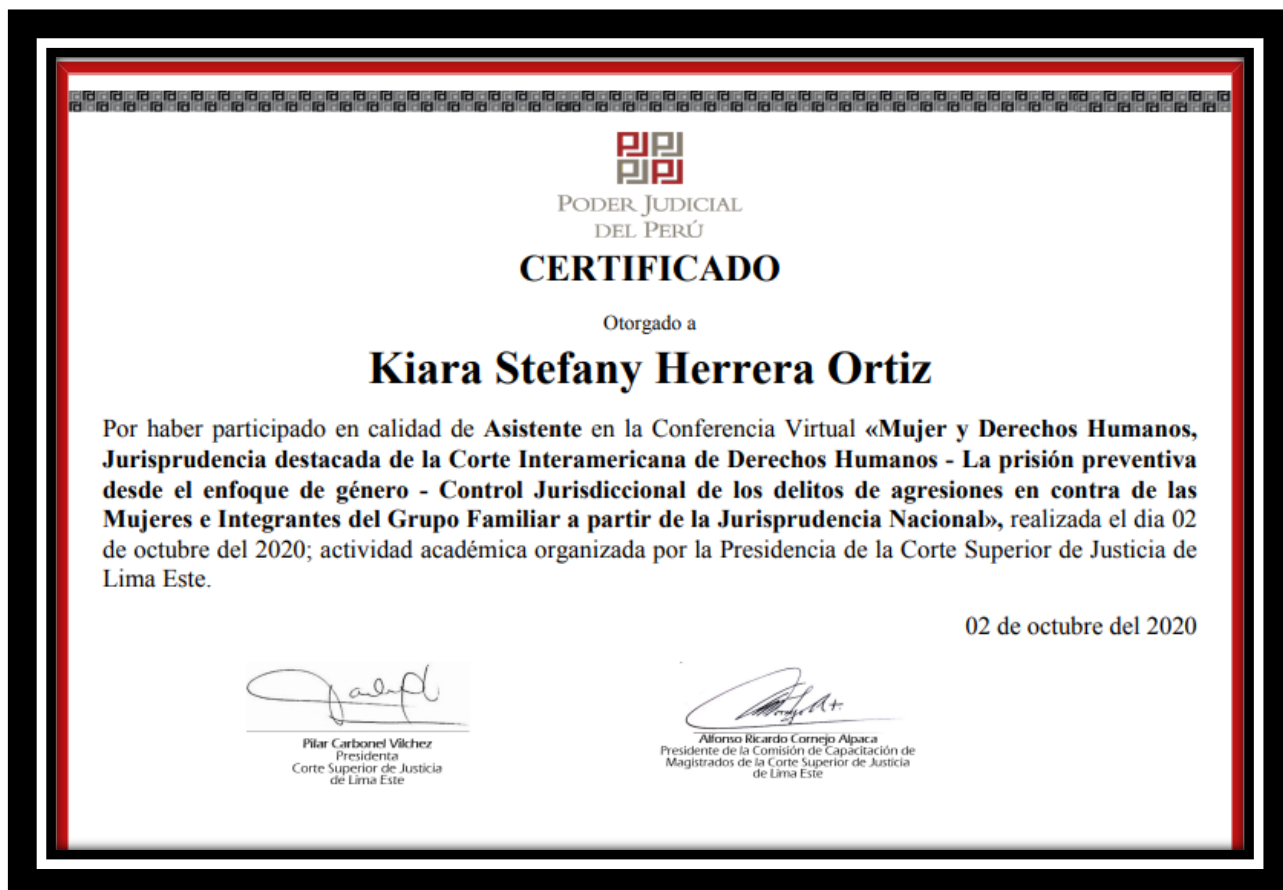 PJPJ
PJPJ
PODER JUDICIAL
DEL PERÚ
CERTIFICADO
Otorgado a
Kiara Stefany Herrera Ortiz
Por haber participado en calidad de Asistente en la Conferencia Virtual «Mujer y Derechos Humanos,
Jurisprudencia destacada de la Corte Interamericana de Derechos Humanos - La prisión preventiva
desde el enfoque de género - Control Jurisdiccional de los delitos de agresiones en contra de las
Mujeres e Integrantes del Grupo Familiar a partir de la Jurisprudencia Nacional», realizada el dia 02
de octubre del 2020; actividad académica organizada por la Presidencia de la Corte Superior de Justicia de
Lima Este.
02 de octubre del 2020
Pilar Carbonel Vilchez
Presidenta
Corte Superior de Justicia
de Lima Este
Alfonso Ricardo Cornejo Alpaca
Presidente de la Comisión de Capacitación de
Magistrados de la Corte Superior de Justicia
de Lima Este